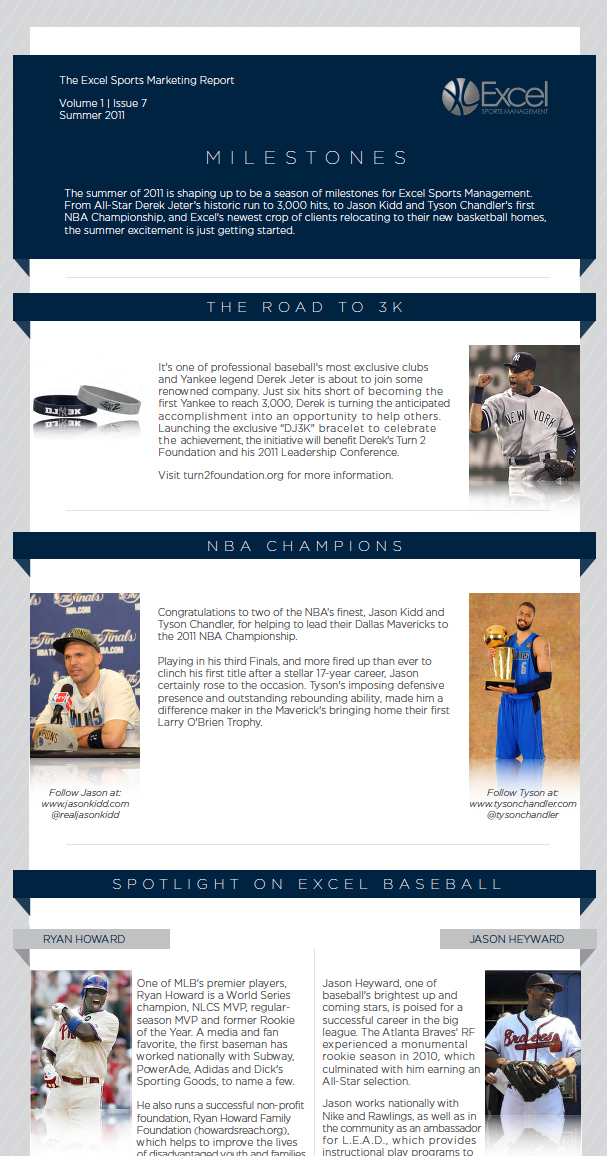 The Excel Sports Marketing Report
Volume 1 | Issue 7
Summer 2011
Excel
SPORTS MANAGEMENT
MILESTONES
The summer of 2011 is shaping up to be a season of milestones for Excel Sports Management.
From All-Star Derek Jeter's historic run to 3,000 hits, to Jason Kidd and Tyson Chandler's first
NBA Championship, and Excel's newest crop of clients relocating to their new basketball homes,
the summer excitement is just getting started.
THE ROAD TO 3K
DJ3K
NEW YORK
It's one of professional baseball's most exclusive clubs
and Yankee legend Derek Jeter is about to join some
renowned company. Just six hits short of becoming the
first Yankee to reach 3,000, Derek is turning the anticipated
accomplishment into an opportunity to help others.
Launching the exclusive "DJ3K" bracelet to celebrate
the achievement, the initiative will benefit Derek's Turn 2
Foundation and his 2011 Leadership Conference.
Visit turn2foundation.org for more information.
NBA CHAMPIONS
The Finals
NBA.COM
Finals
Congratulations to two of the NBA's finest, Jason Kidd and
Tyson Chandler, for helping to lead their Dallas Mavericks to
the 2011 NBA Championship.
Playing in his third Finals, and more fired up than ever to
clinch his first title after a stellar 17-year career, Jason
certainly rose to the occasion. Tyson's imposing defensive
presence and outstanding rebounding ability, made him a
difference maker in the Maverick's bringing home their first
Larry O'Brien Trophy.
6
Follow Jason at:
www.jasonkidd.com
@realjasonkidd
Follow Tyson at:
www.tysonchandler.com
@tysonchandler
SPOTLIGHT ON EXCEL BASEBALL
RYAN HOWARD
One of MLB's premier players,
Ryan Howard is a World Series
champion, NLCS MVP, regular-
season MVP and former Rookie
of the Year. A media and fan
favorite, the first baseman has
worked nationally with Subway,
PowerAde, Adidas and Dick's
Sporting Goods, to name a few.
He also runs a successful non-profit
foundation, Ryan Howard Family
Foundation (howardsreach.org),
which helps to improve the lives
of disadvantaged youth and families
JASON HEYWARD
Jason Heyward, one of
baseball's brightest up and
coming stars, is poised for a
successful career in the big
league. The Atlanta Braves' RF
experienced a monumental
rookie season in 2010, which
culminated with him earning an
All-Star selection.
Jason works nationally with
Nike and Rawlings, as well as in
the community as an ambassador
for L.E.A.D., which provides
instructional play programs to
Braves